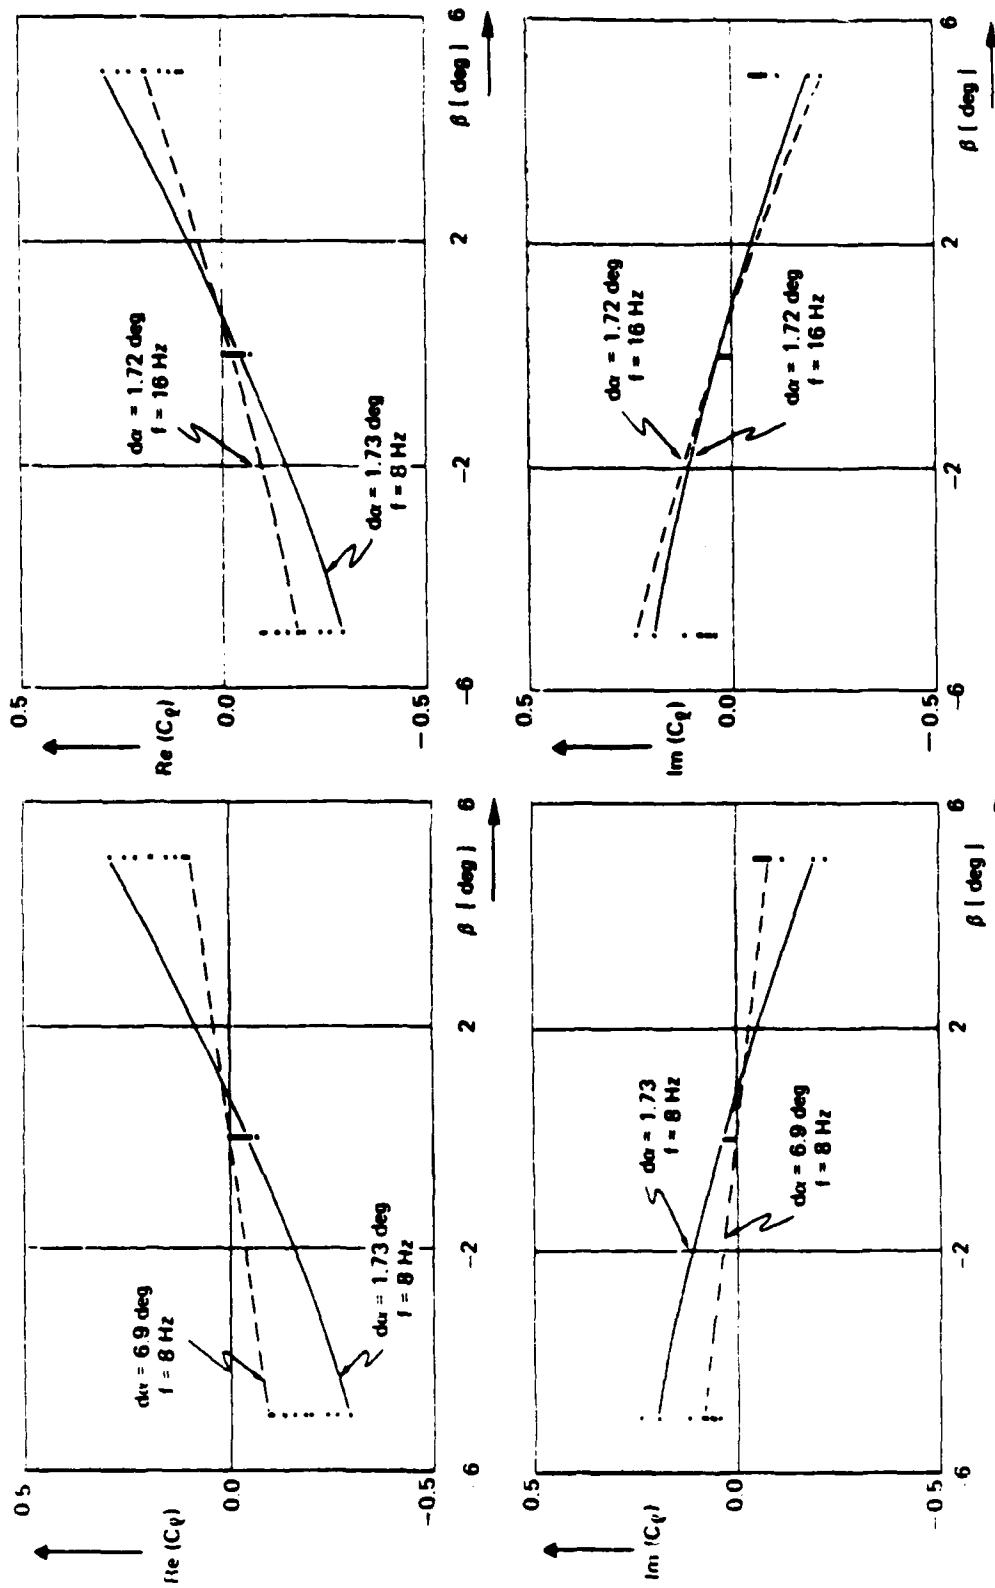 0.5
Re (Cℓ)
0.0
−0.5
6
−2
2
6
β [ deg ]
dα = 6.9 deg
f = 8 Hz
dα = 1.73 deg
f = 8 Hz
0.5
Re (Cℓ)
0.0
−0.5
−6
−2
2
6
β [ deg ]
dα = 1.72 deg
f = 16 Hz
dα = 1.73 deg
f = 8 Hz
0.5
Im (Cℓ)
0.0
−0.5
6
−2
2
6
β [ deg ]
dα = 1.73
f = 8 Hz
dα = 6.9 deg
f = 8 Hz
0.5
Im (Cℓ)
0.0
−0.5
−6
−2
2
6
β [ deg ]
dα = 1.72 deg
f = 16 Hz
dα = 1.72 deg
f = 16 Hz